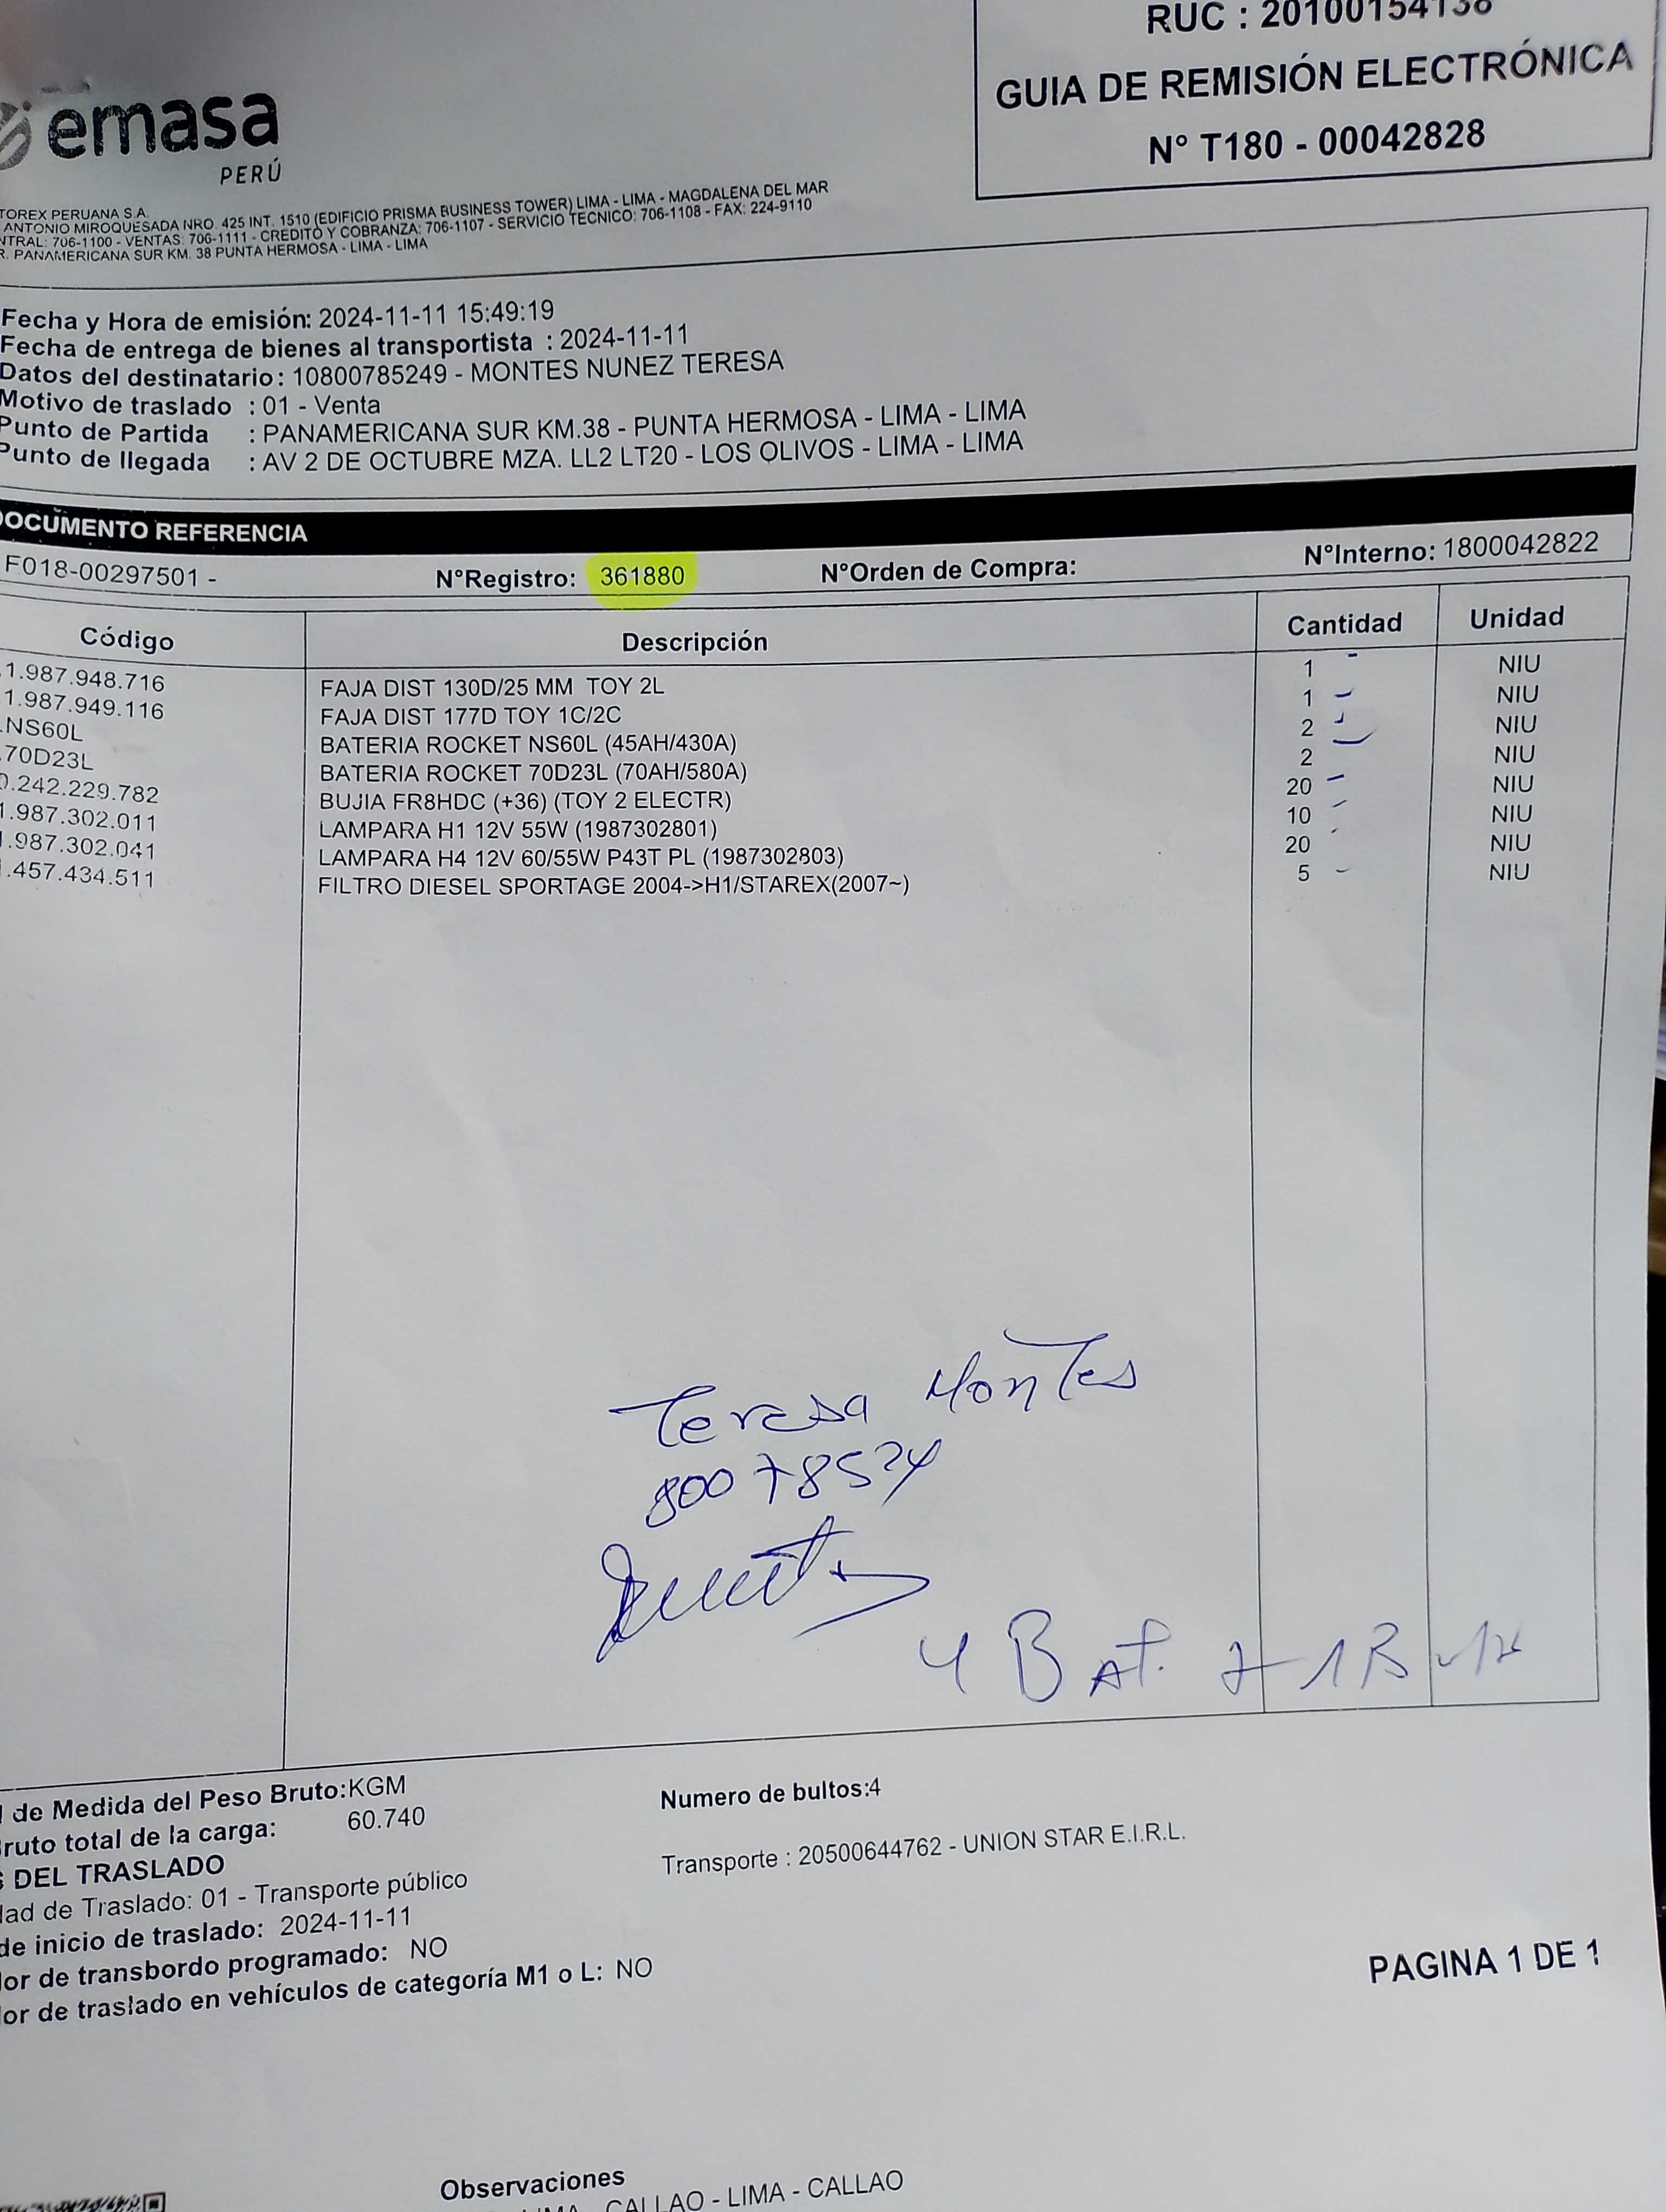 RUC : 20100154138
GUIA DE REMISIÓN ELECTRÓNICA
N° T180 - 00042828
emasa
PERÚ
TOREX PERUANA S.A.
ANTONIO MIROQUESADA NRO. 425 INT. 1510 (EDIFICIO PRISMA BUSINESS TOWER) LIMA - LIMA - MAGDALENA DEL MAR
NTRAL: 706-1100 - VENTAS: 706-1111 - CREDITO Y COBRANZA: 706-1107 - SERVICIO TECNICO: 706-1108 - FAX: 224-9110
R. PANAMERICANA SUR KM. 38 PUNTA HERMOSA - LIMA - LIMA
Fecha y Hora de emisión: 2024-11-11 15:49:19
Fecha de entrega de bienes al transportista : 2024-11-11
Datos del destinatario : 10800785249 - MONTES NUNEZ TERESA
Motivo de traslado : 01 - Venta
Punto de Partida : PANAMERICANA SUR KM.38 - PUNTA HERMOSA - LIMA - LIMA
Punto de llegada : AV 2 DE OCTUBRE MZA. LL2 LT20 - LOS OLIVOS - LIMA - LIMA
DOCUMENTO REFERENCIA
F018-00297501 - N°Registro: 361880 N°Orden de Compra: N°Interno: 1800042822
Código Descripción Cantidad Unidad
1.987.948.716 FAJA DIST 130D/25 MM TOY 2L 1 NIU
1.987.949.116 FAJA DIST 177D TOY 1C/2C 1 NIU
.NS60L BATERIA ROCKET NS60L (45AH/430A) 2 NIU
.70D23L BATERIA ROCKET 70D23L (70AH/580A) 2 NIU
0.242.229.782 BUJIA FR8HDC (+36) (TOY 2 ELECTR) 20 NIU
1.987.302.011 LAMPARA H1 12V 55W (1987302801) 10 NIU
1.987.302.041 LAMPARA H4 12V 60/55W P43T PL (1987302803) 20 NIU
1.457.434.511 FILTRO DIESEL SPORTAGE 2004->H1/STAREX(2007~) 5 NIU
Teresa Montes
80078524
4 BAT. + 1B
l de Medida del Peso Bruto:KGM Numero de bultos:4
ruto total de la carga: 60.740
S DEL TRASLADO Transporte : 20500644762 - UNION STAR E.I.R.L.
dad de Traslado: 01 - Transporte público
de inicio de traslado: 2024-11-11
or de transbordo programado: NO
or de traslado en vehículos de categoría M1 o L: NO
PAGINA 1 DE 1
Observaciones
LIMA - CALLAO - LIMA - CALLAO